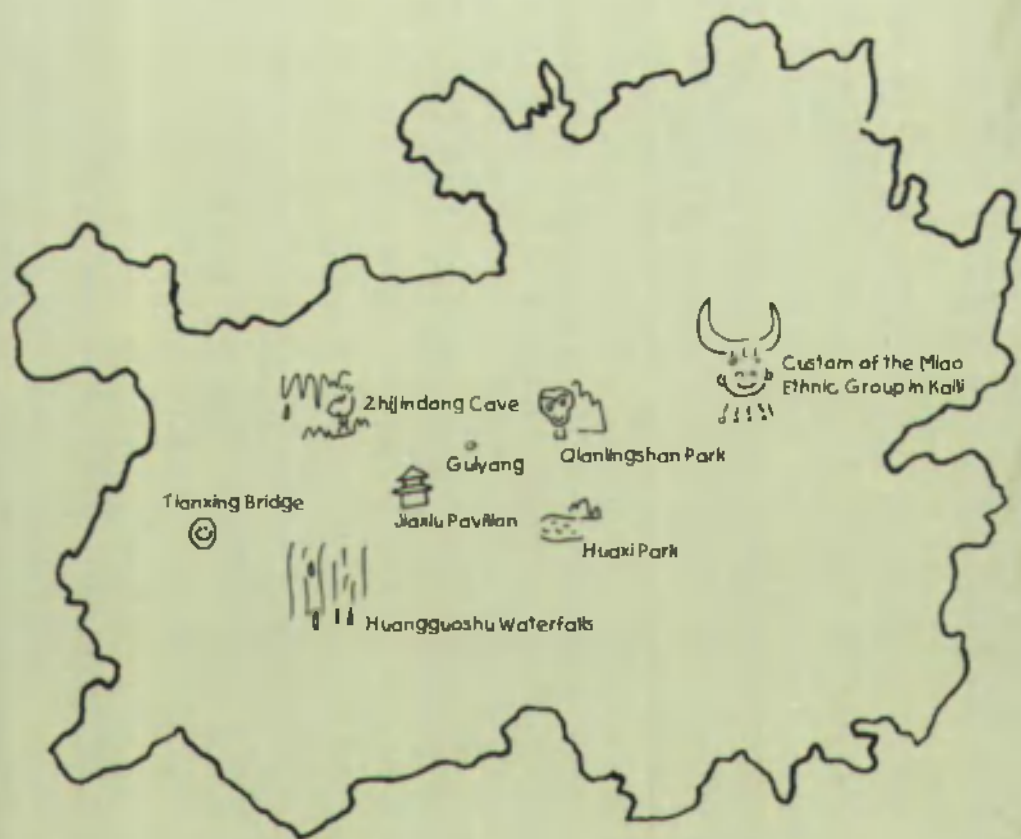 Custom of the Miao
Ethnic Group in Kaili
Zhijindong Cave
Guiyang
Qianlingshan Park
Tianxing Bridge
Jiaxiu Pavilion
Huaxi Park
Huangguoshu Waterfalls